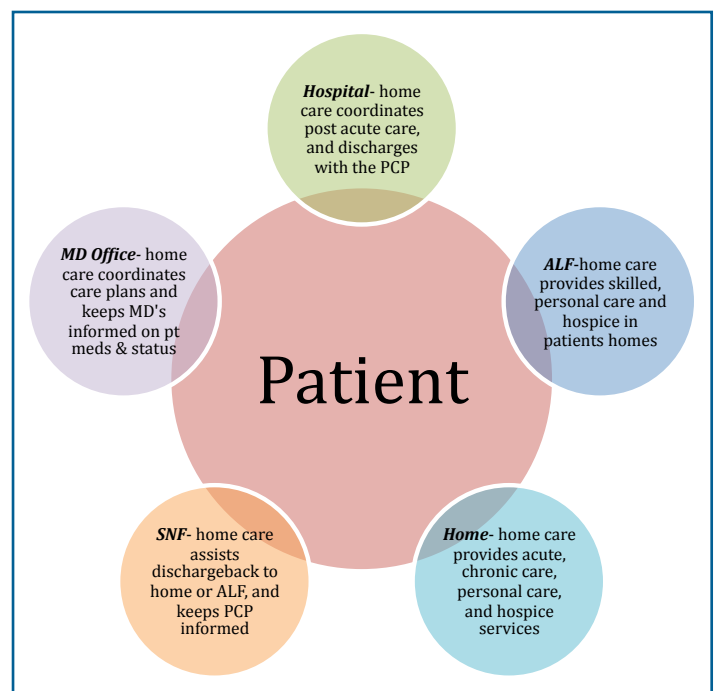 Hospital- home
care coordinates
post acute care,
and discharges
with the PCP
MD Office- home
care coordinates
care plans and
keeps MD's
informed on pt
meds & status
ALF-home care
provides skilled,
personal care and
hospice in
patients homes
Patient
SNF- home care
assists
dischargeback to
home or ALF, and
keeps PCP
informed
Home- home care
provides acute,
chronic care,
personal care,
and hospice
services